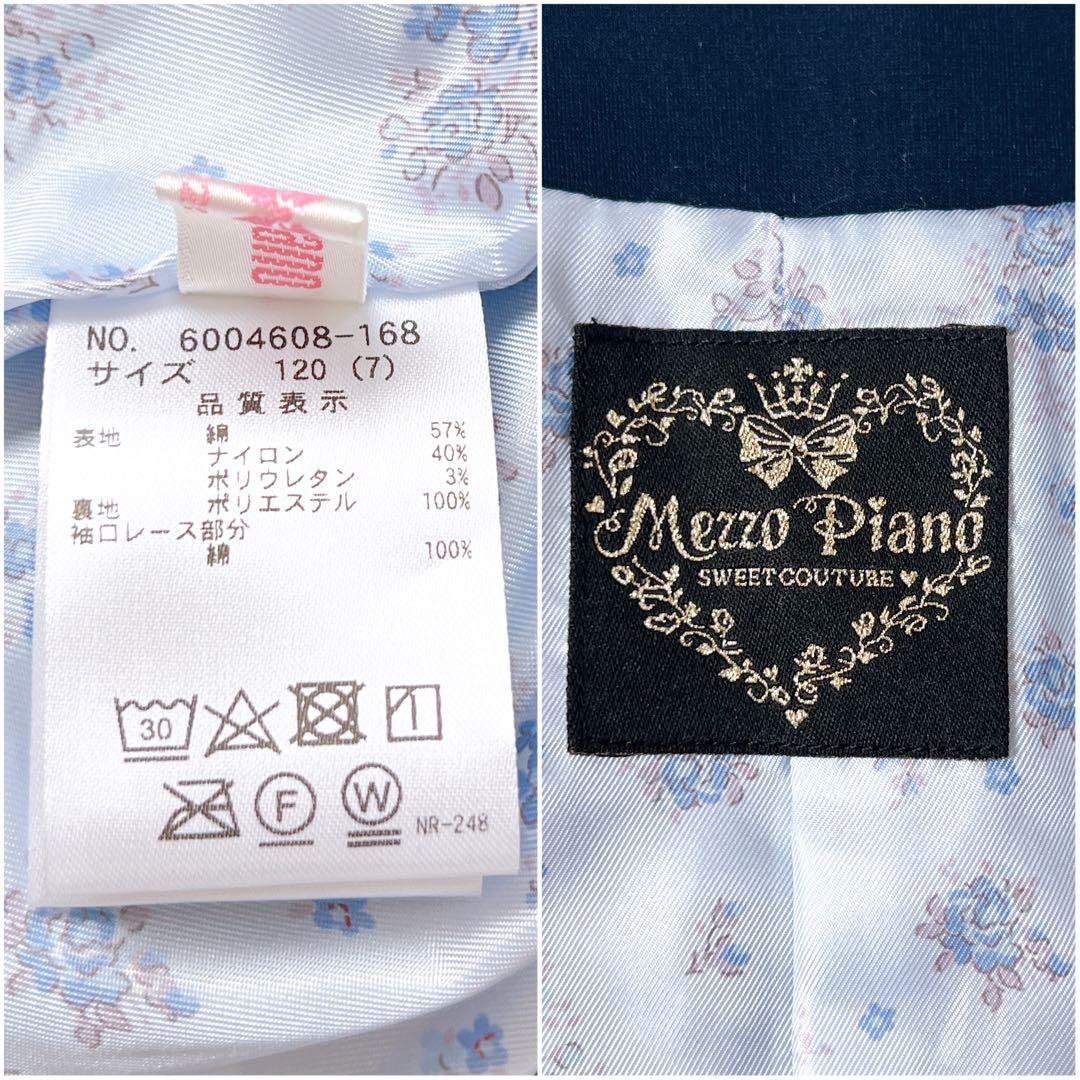 NO. 6004608-168
サイズ 120 (7)
品質表示
表地 綿 57%
ナイロン 40%
ポリウレタン 3%
裏地 ポリエステル 100%
袖口レース部分
綿 100%
30
F
W
NR-248
Mezzo Piano
SWEET COUTURE ♥